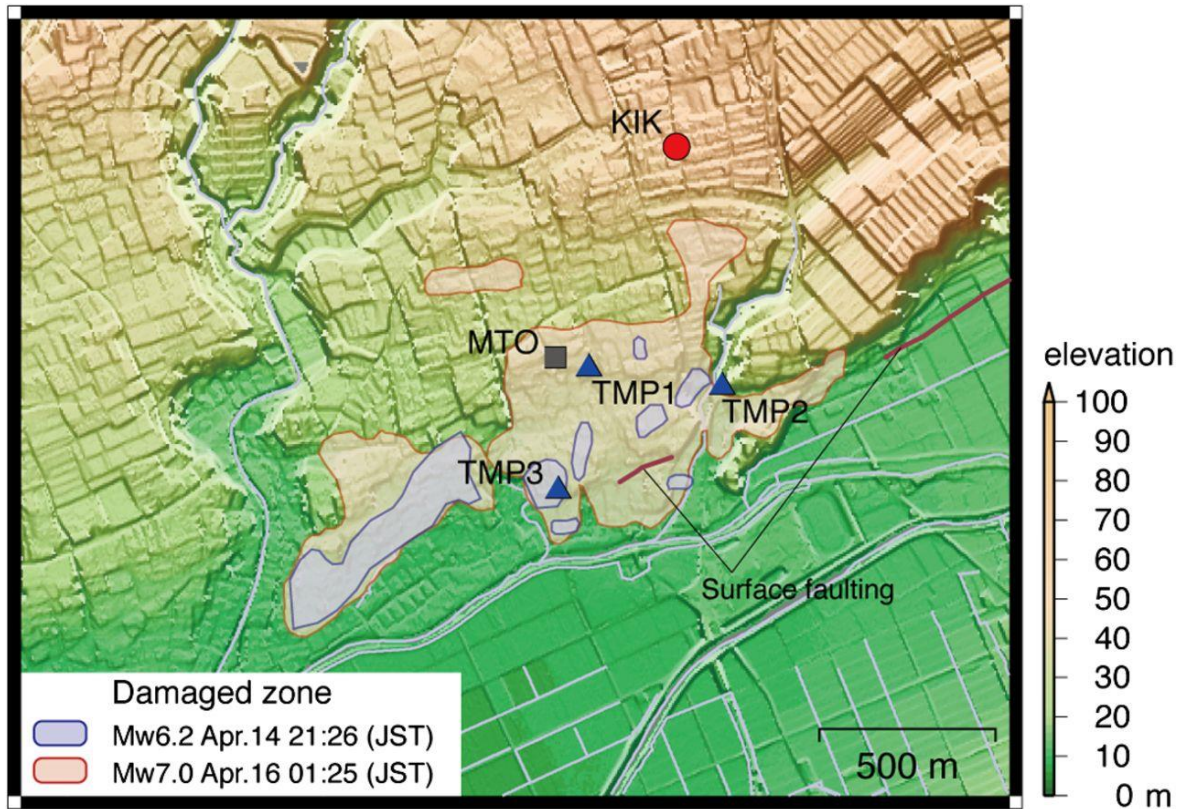 KIK
MTO
TMP1
TMP2
TMP3
Surface faulting
500 m
Damaged zone
Mw6.2 Apr.14 21:26 (JST)
Mw7.0 Apr.16 01:25 (JST)
elevation
100
90
80
70
60
50
40
30
20
10
0 m